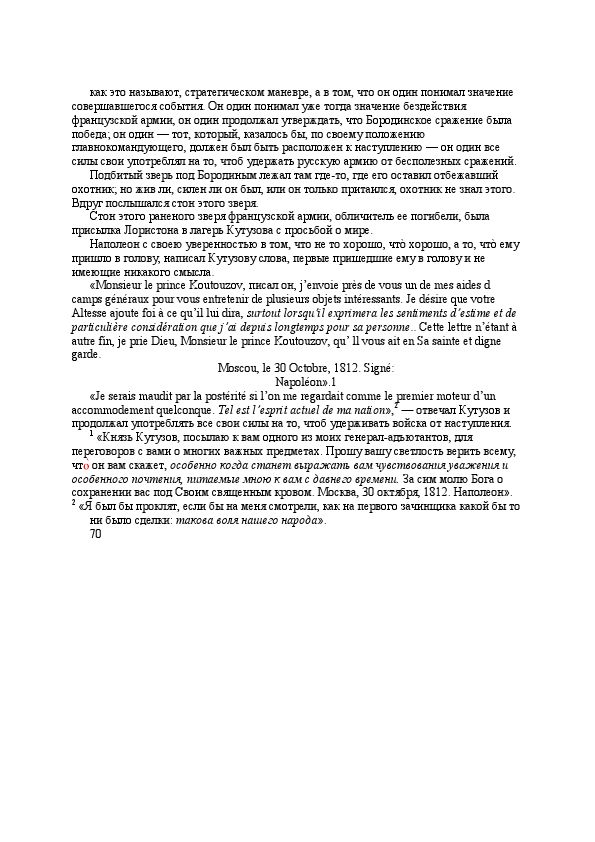 как это называют, стратегическом маневре, а в том, что он один понимал значение
совершавшегося события. Он один понимал уже тогда значение бездействия
французской армии, он один продолжал утверждать, что Бородинское сражение была
победа; он один — тот, который, казалось бы, по своему положению
главнокомандующего, должен был быть расположен к наступлению — он один все
силы свои употреблял на то, чтоб удержать русскую армию от бесполезных сражений.
Подбитый зверь под Бородиным лежал там где-то, где его оставил отбежавший
охотник; но жив ли, силен ли он был, или он только притаился, охотник не знал этого.
Вдруг послышался стон этого зверя.
Стон этого раненого зверя французской армии, обличитель ее погибели, была
присылка Лористона в лагерь Кутузова с просьбой о мире.
Наполеон с своею уверенностью в том, что не то хорошо, что̀ хорошо, а то, что̀ ему
пришло в голову, написал Кутузову слова, первые пришедшие ему в голову и не
имеющие никакого смысла.
«Monsieur le prince Koutouzov, писал он, j’envoie près de vous un de mes aides d
camps généraux pour vous entretenir de plusieurs objets intéressants. Je désire que votre
Altesse ajoute foi à ce qu’il lui dira, surtout lorsqu’il exprimera les sentiments d’estime et de
particulière considération que j’ai depuis longtemps pour sa personne.. Cette lettre n’étant à
autre fin, je prie Dieu, Monsieur le prince Koutouzov, qu’ ll vous ait en Sa sainte et digne
garde.
Moscou, le 30 Octobre, 1812. Signé:
Napoléon».1
«Je serais maudit par la postérité si l’on me regardait comme le premier moteur d’un
accommodement quelconque. Tel est l’esprit actuel de ma nation»,2 — отвечал Кутузов и
продолжал употреблять все свои силы на то, чтоб удерживать войска от наступления.
1 «Князь Кутузов, посылаю к вам одного из моих генерал-адъютантов, для
переговоров с вами о многих важных предметах. Прошу вашу светлость верить всему,
что̀ он вам скажет, особенно когда станет выражать вам чувствования уважения и
особенного почтения, питаемые мною к вам с давнего времени. За сим молю Бога о
сохранении вас под Своим священным кровом. Москва, 30 октября, 1812. Наполеон».
2 «Я был бы проклят, если бы на меня смотрели, как на первого зачинщика какой бы то
ни было сделки: такова воля нашего народа».
70